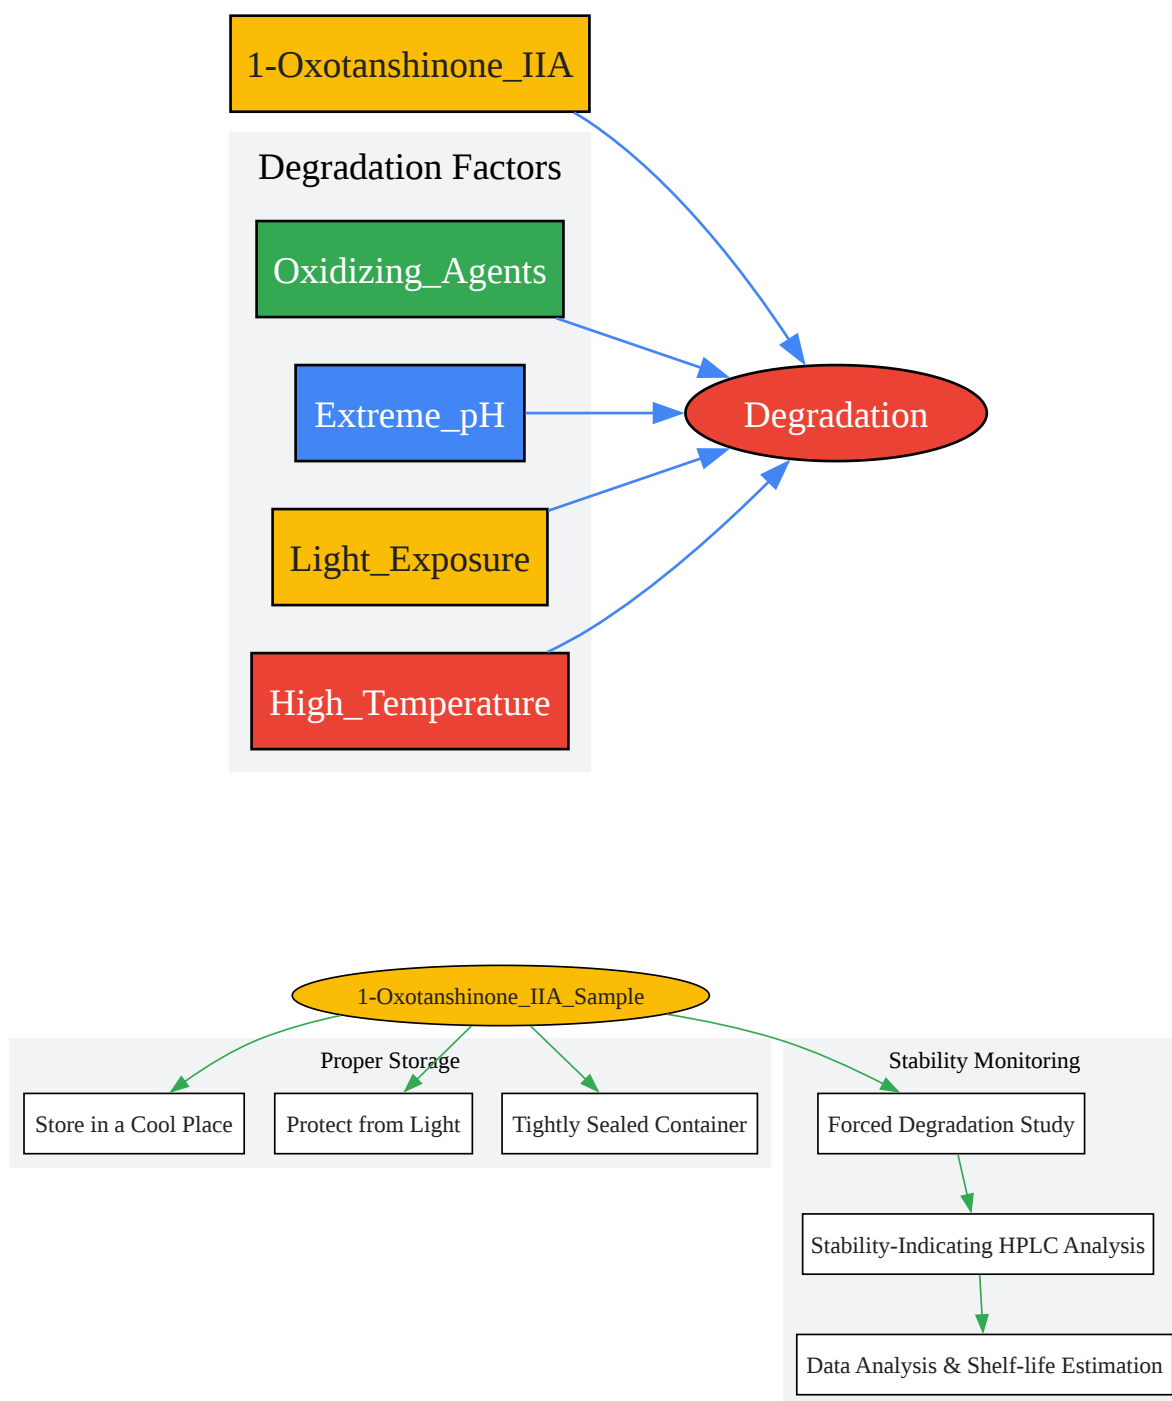 1-Oxotanshinone_IIA
Degradation Factors
Oxidizing_Agents
Extreme_pH
Degradation
Light_Exposure
High_Temperature
1-Oxotanshinone_IIA_Sample
Proper Storage
Stability Monitoring
Store in a Cool Place
Protect from Light
Tightly Sealed Container
Forced Degradation Study
Stability-Indicating HPLC Analysis
Data Analysis & Shelf-life Estimation